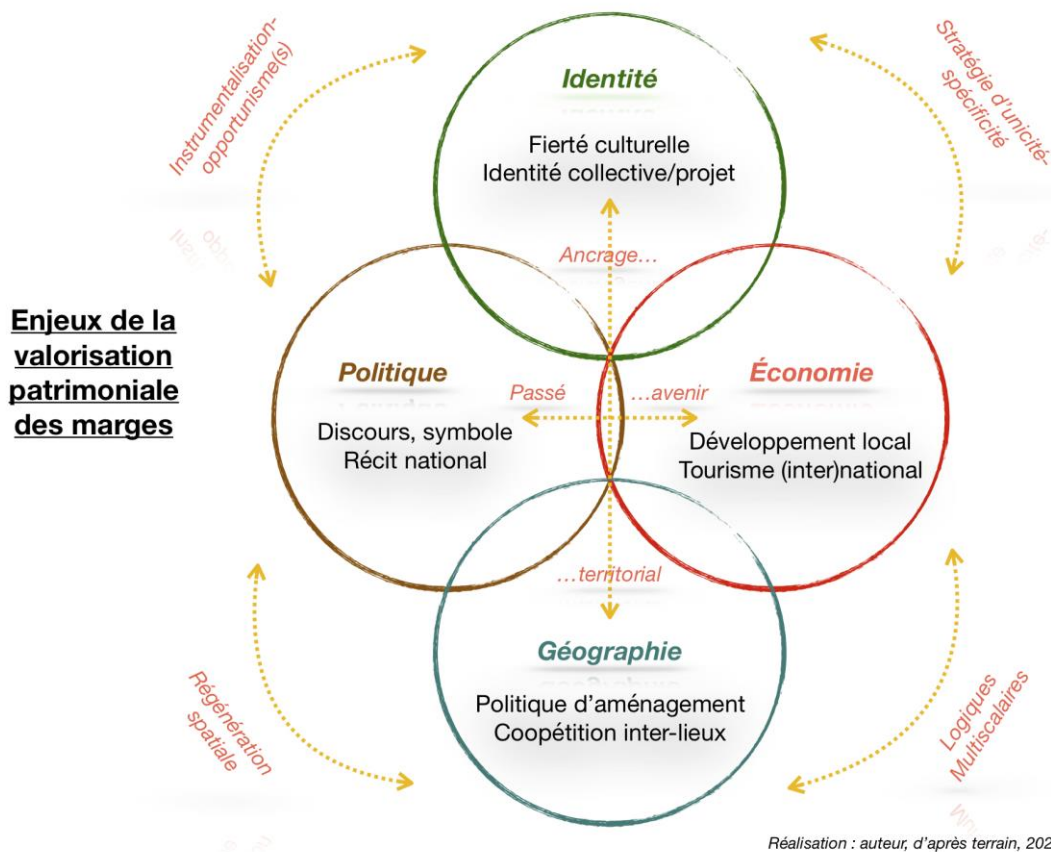 Instrumentalisation-
opportunisme(s)
Stratégie d'unicité-
spécificité
Identité
Fierté culturelle
Identité collective/projet
Ancrage…
Enjeux de la
valorisation
patrimoniale
des marges
Politique
Discours, symbole
Récit national
Passé
…avenir
Économie
Développement local
Tourisme (inter)national
…territorial
Géographie
Politique d'aménagement
Coopétition inter-lieux
Régénération
spatiale
Logiques
Multiscalaires
Réalisation : auteur, d'après terrain, 202